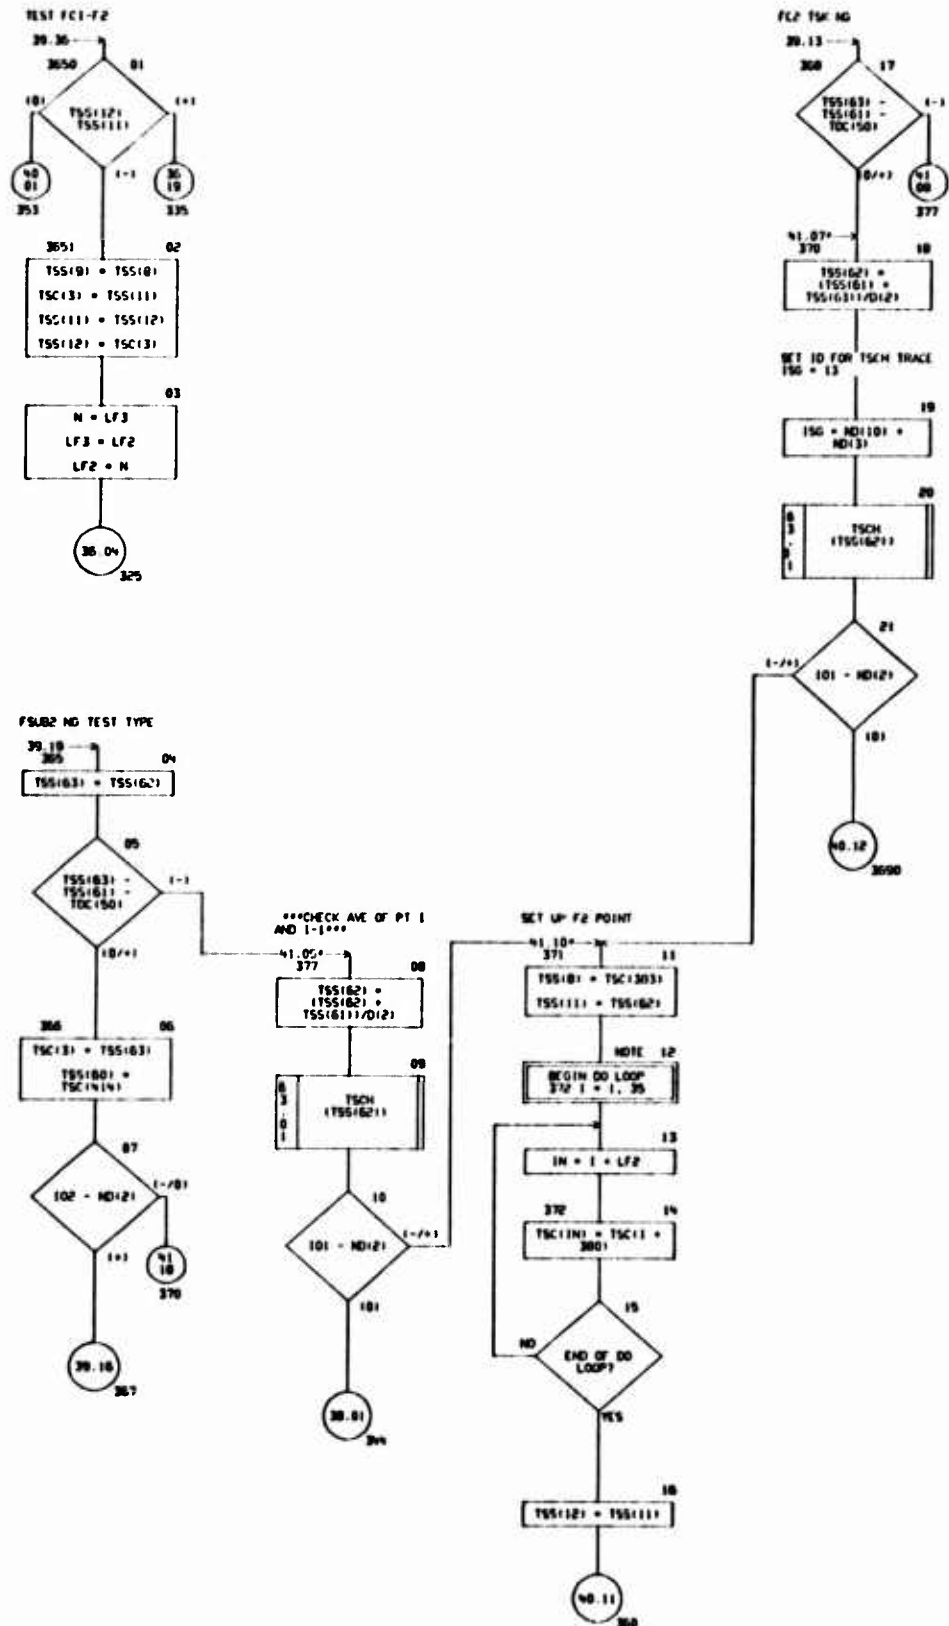 TEST FC1-F2
39.36
3650 01
(0) (+)
TSS(12)
TSS(11)
(-)
40
01
353
36
19
335
3651 02
TSS(9) = TSS(8)
TSC(3) = TSS(11)
TSS(11) = TSS(12)
TSS(12) = TSC(3)
03
N = LF3
LF3 = LF2
LF2 = N
36.04
325
FSUB2 NG TEST TYPE
39.19
365 04
TSS(63) = TSS(62)
05
TSS(63) -
TSS(61) -
TOC(50)
(-)
(0/+)
366 06
TSC(3) = TSS(63)
TSS(60) =
TSC(414)
07
IO2 - ND(2)
(-/0)
(+)
41
18
370
39.16
367
***CHECK AVE OF PT I
AND I-1***
41.05*
377 08
TSS(62) =
(TSS(62) +
TSS(61))/D(2)
09
63.01
TSCH
(TSS(62))
10
IO1 - ND(2)
(-/+)
(0)
38.01
344
SET UP F2 POINT
41.10*
371 11
TSS(8) = TSC(383)
TSS(11) = TSS(62)
NOTE 12
BEGIN DO LOOP
372 I = 1, 35
13
IN = I + LF2
372 14
TSC(IN) = TSC(I +
380)
15
NO
END OF DO
LOOP?
YES
16
TSS(12) = TSS(11)
40.11
368
FC2 TSK NG
39.13
368 17
TSS(63) -
TSS(61) -
TOC(50)
(-)
(0/+)
41
08
377
41.07*
370 18
TSS(62) =
(TSS(61) +
TSS(63))/D(2)
SET ID FOR TSCH TRACE
ISG = 13
19
ISG = ND(10) +
ND(3)
20
TSCH
(TSS(62))
21
(-/+)
IO1 - ND(2)
(0)
40.12
3690